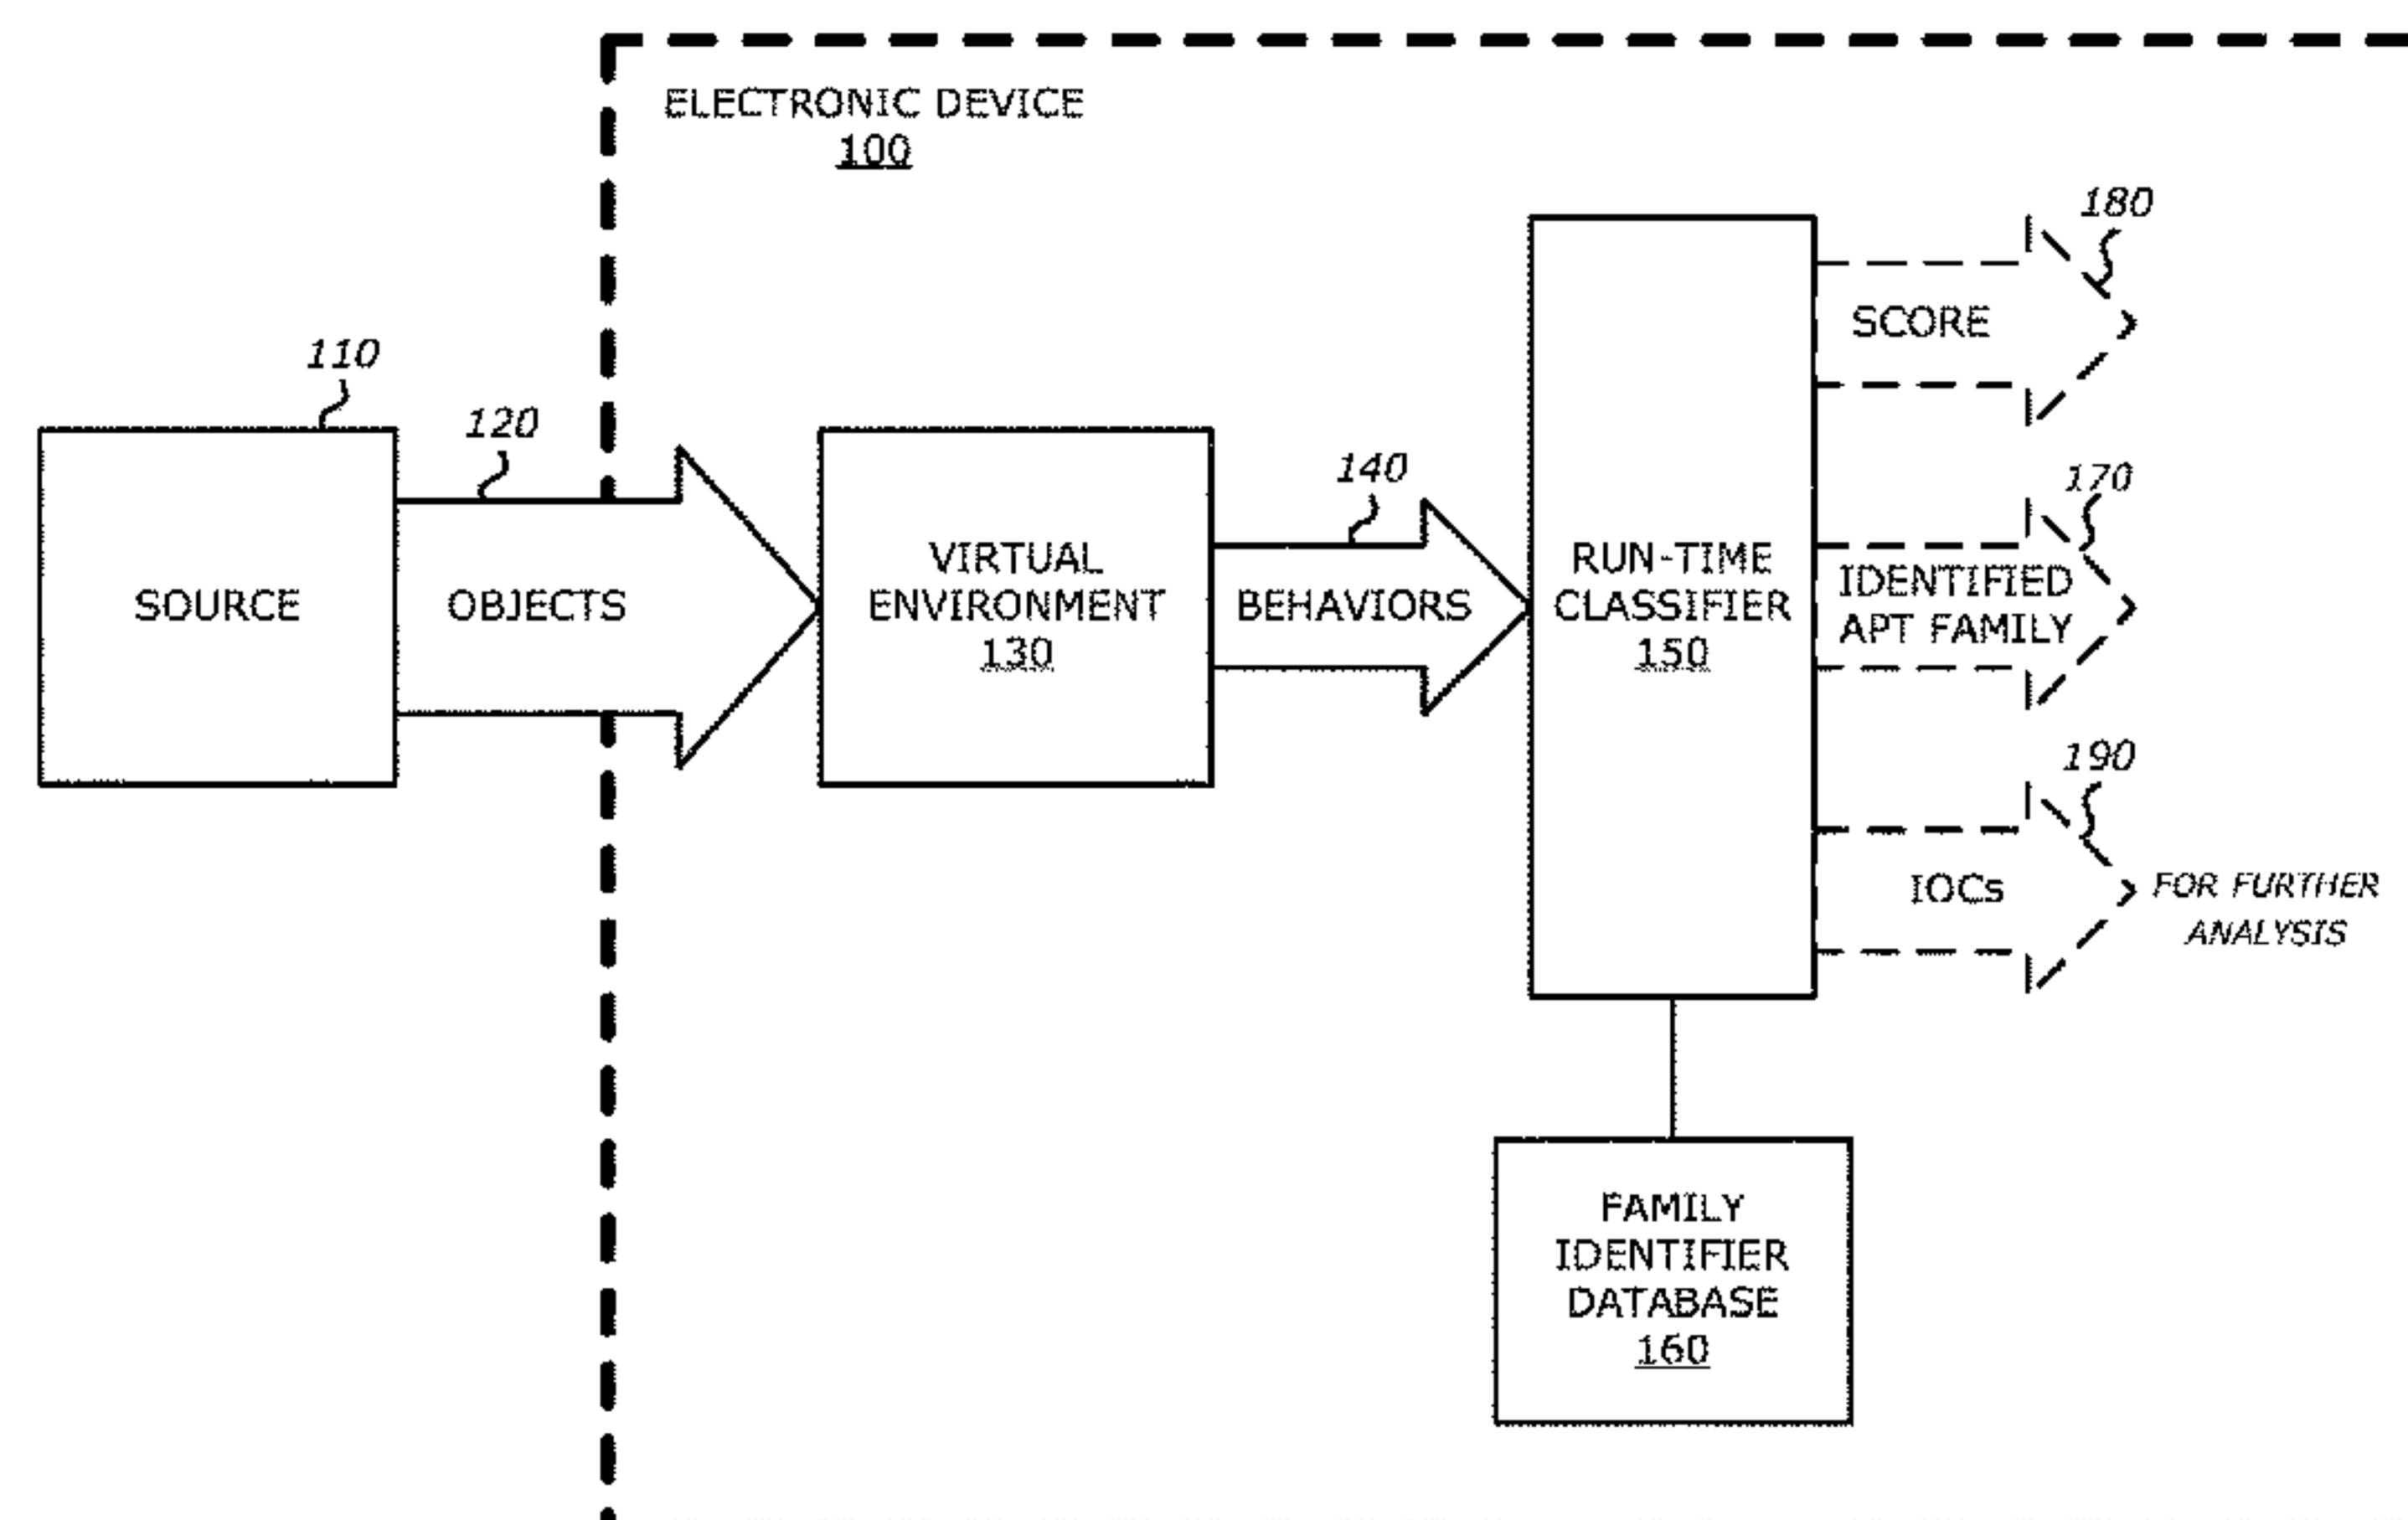 ELECTRONIC DEVICE
100
180
SCORE
110
120
140
170
SOURCE
OBJECTS
VIRTUAL
ENVIRONMENT
130
BEHAVIORS
RUN-TIME
CLASSIFIER
150
IDENTIFIED
APT FAMILY
190
IOCs
FOR FURTHER
ANALYSIS
FAMILY
IDENTIFIER
DATABASE
160